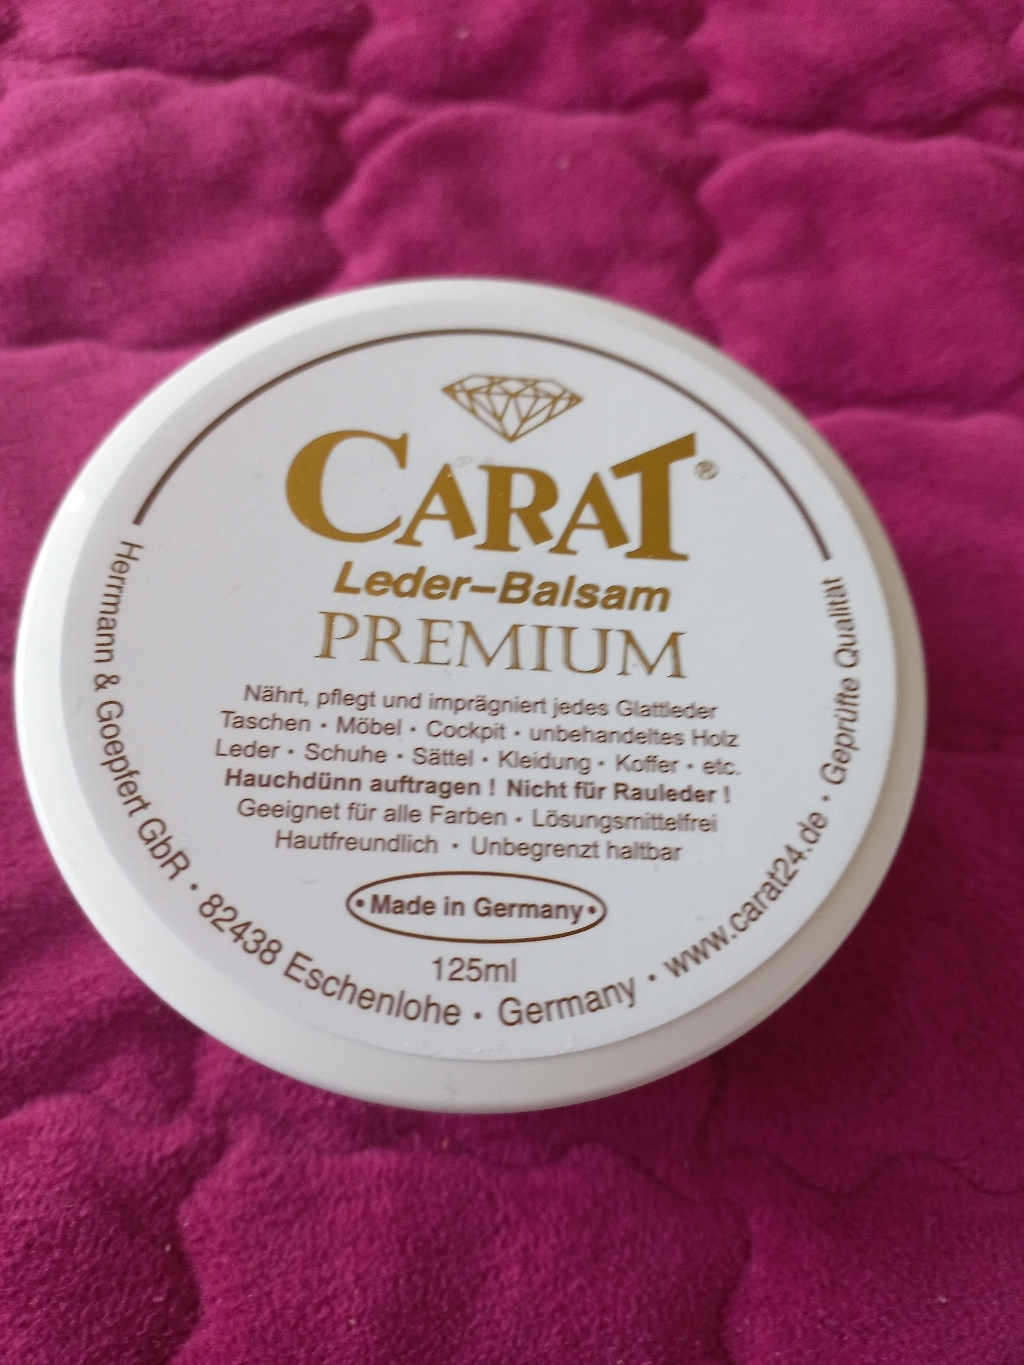 CARAT®
Leder-Balsam
PREMIUM
Nährt, pflegt und imprägniert jedes Glattleder
Taschen • Möbel • Cockpit • unbehandeltes Holz
Leder • Schuhe • Sättel • Kleidung • Koffer • etc.
Hauchdünn auftragen ! Nicht für Rauleder !
Geeignet für alle Farben • Lösungsmittelfrei
Hautfreundlich • Unbegrenzt haltbar
• Made in Germany •
125ml
Herrmann & Goepfert GbR • 82438 Eschenlohe • Germany • www.carat24.de • Geprüfte Qualität